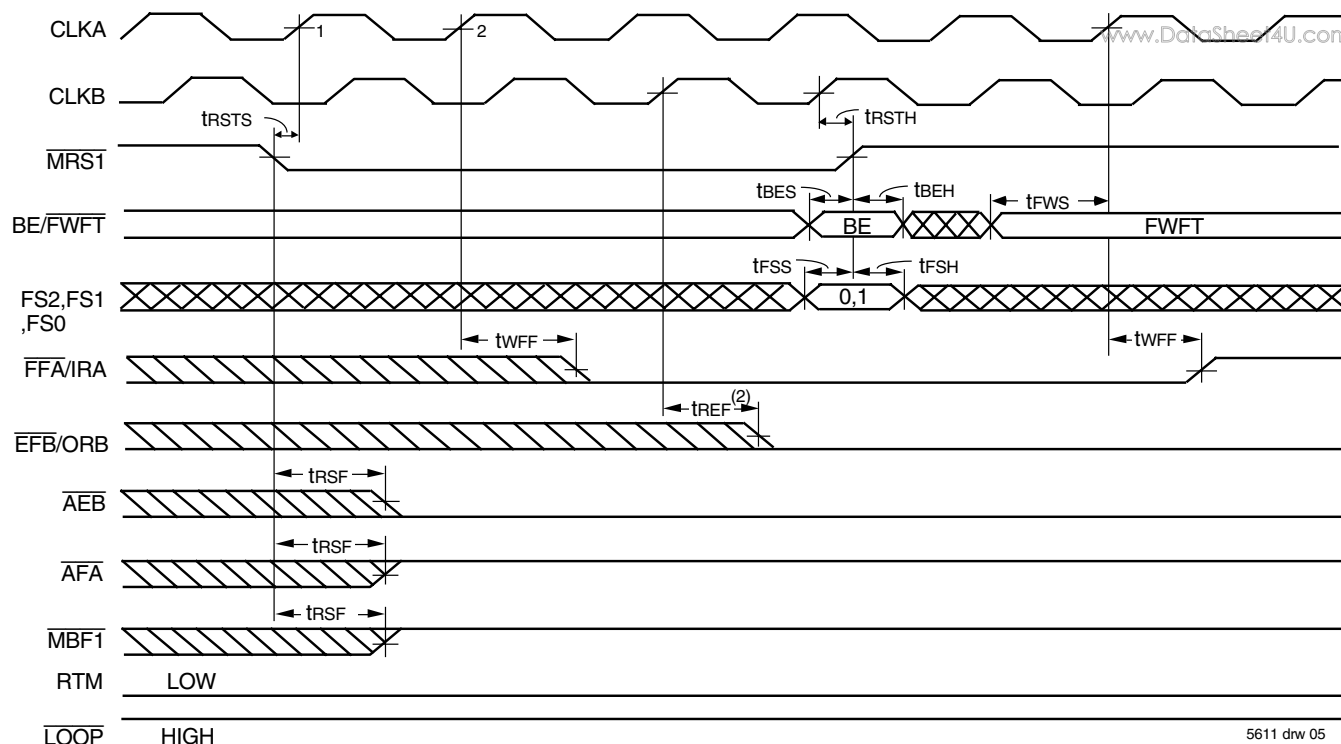 CLKA
1
2
www.DataSheet4U.com
CLKB
tRSTS
tRSTH
MRS1
tBES
tBEH
tFWS
BE/FWFT
BE
FWFT
tFSS
tFSH
FS2,FS1
,FS0
0,1
tWFF
tWFF
FFA/IRA
tREF(2)
EFB/ORB
tRSF
AEB
tRSF
AFA
tRSF
MBF1
RTM
LOW
LOOP
HIGH
5611 drw 05